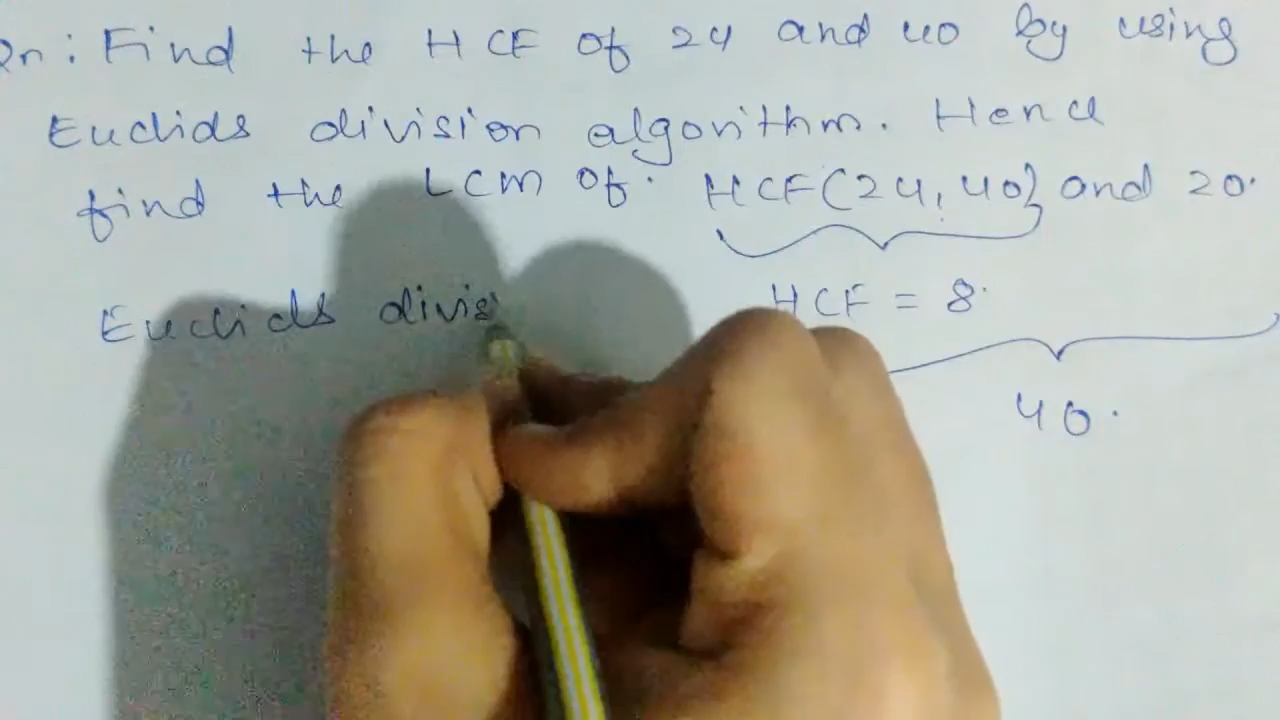 Qn: Find the HCF of 24 and 40 by using
Euclids division algorithm. Hence
find the LCM of HCF(24, 40) and 20.
HCF = 8.
Euclids divisi
40.